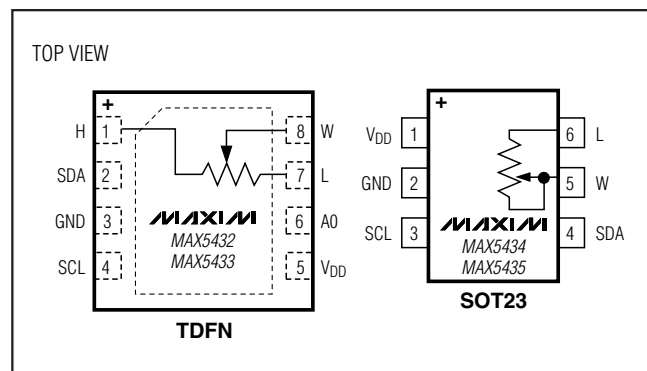 TOP VIEW
+
H 1
8 W
SDA 2
7 L
GND 3
6 A0
SCL 4
5 VDD
MAXIM
MAX5432
MAX5433
TDFN
+
VDD 1
6 L
GND 2
5 W
SCL 3
4 SDA
MAXIM
MAX5434
MAX5435
SOT23